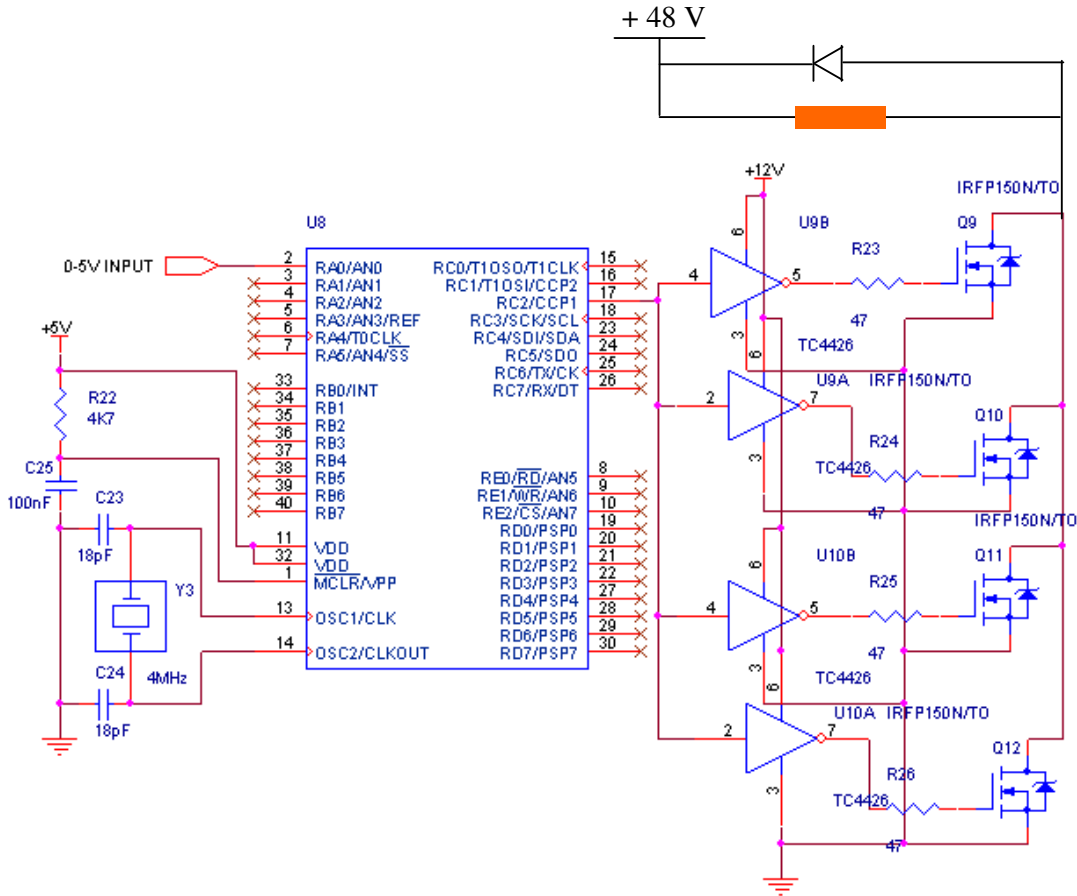 + 48 V
+12V
IRFP150N/TO
U8
U9B
Q9
6
R23
0-5V INPUT
2
RA0/AN0
3
RA1/AN1
4
RA2/AN2
5
RA3/AN3/REF
6
RA4/T0CLK
7
RA5/AN4/SS
33
RB0/INT
34
RB1
35
RB2
36
RB3
37
RB4
38
RB5
39
RB6
40
RB7
11
VDD
32
VDD
1
MCLR/VPP
13
OSC1/CLK
14
OSC2/CLKOUT
RC0/T1OSO/T1CLK
15
RC1/T1OSI/CCP2
16
RC2/CCP1
17
RC3/SCK/SCL
18
RC4/SDI/SDA
23
RC5/SDO
24
RC6/TX/CK
25
RC7/RX/DT
26
RE0/RD/AN5
8
RE1/WR/AN6
9
RE2/CS/AN7
10
RD0/PSP0
19
RD1/PSP1
20
RD2/PSP2
21
RD3/PSP3
22
RD4/PSP4
27
RD5/PSP5
28
RD6/PSP6
29
RD7/PSP7
30
+5V
R22
4K7
C25
100nF
C23
18pF
Y3
C24
4MHz
18pF
4
5
3
47
TC4426
6
U9A
IRFP150N/TO
2
7
Q10
R24
3
TC4426
47
IRFP150N/TO
6
U10B
Q11
R25
4
5
47
3
TC4426
6
U10A
IRFP150N/TO
2
7
Q12
R26
3
TC4426
47